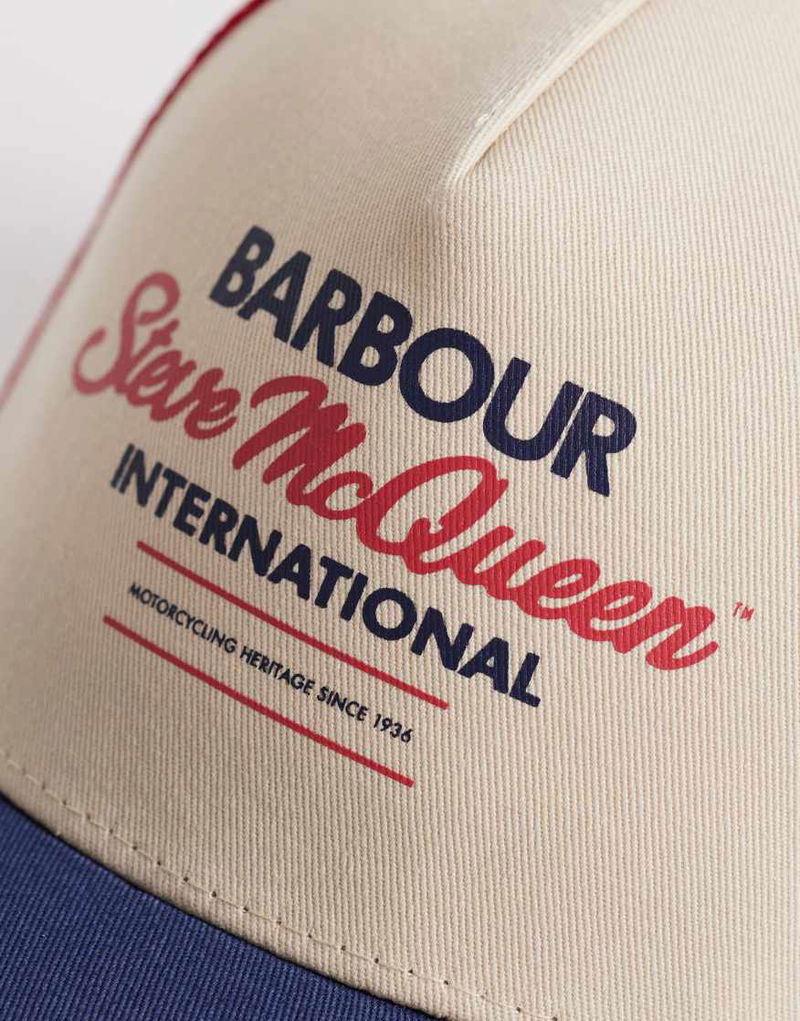 BARBOUR
Steve McQueen™
INTERNATIONAL
MOTORCYCLING HERITAGE SINCE 1936